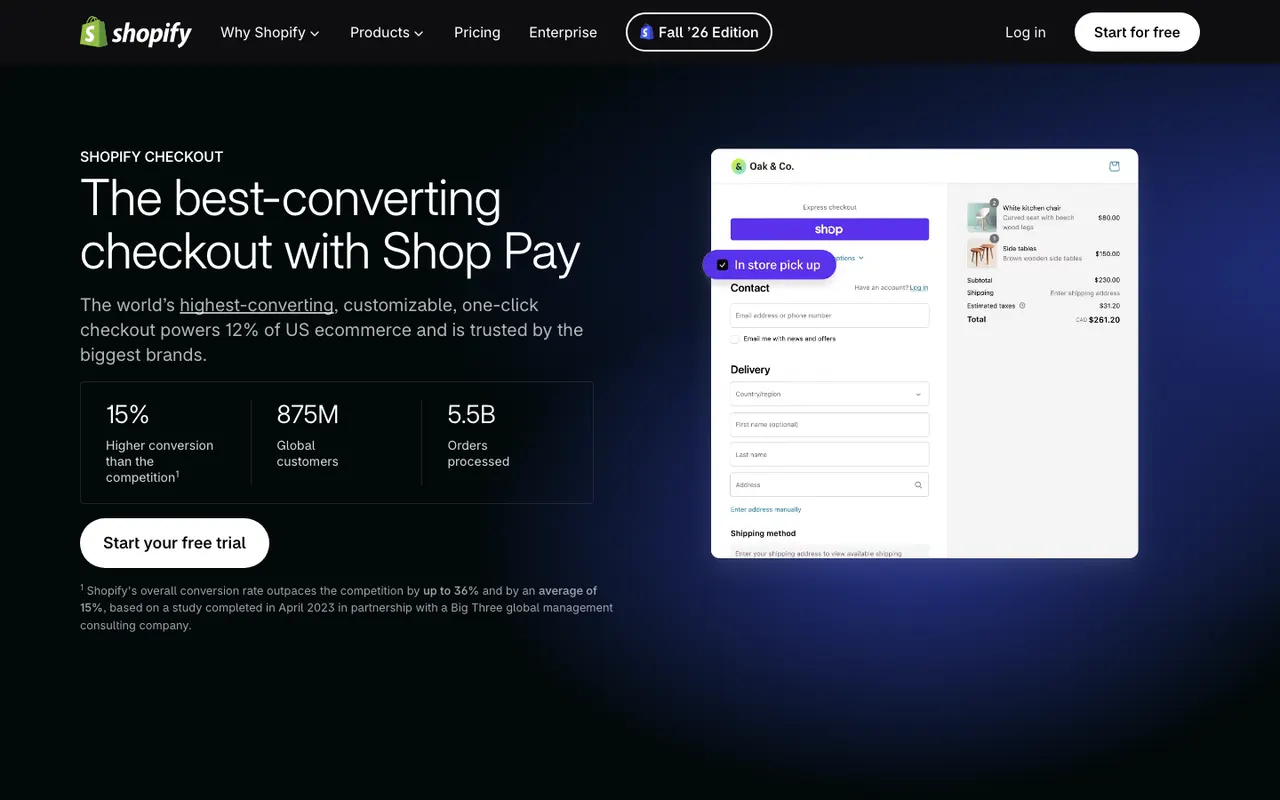 shopify
Why Shopify
Products
Pricing
Enterprise
Fall ’26 Edition
Log in
Start for free
SHOPIFY CHECKOUT
The best-converting
checkout with Shop Pay
The world’s highest-converting, customizable, one-click
checkout powers 12% of US ecommerce and is trusted by the
biggest brands.
15%
Higher conversion
than the
competition1
875M
Global
customers
5.5B
Orders
processed
Start your free trial
1 Shopify’s overall conversion rate outpaces the competition by up to 36% and by an average of
15%, based on a study completed in April 2023 in partnership with a Big Three global management
consulting company.
& Oak & Co.
Express checkout
shop
In store pick up
Contact
Have an account? Log in
Email address or phone number
Email me with news and offers
Delivery
Country/region
First name (optional)
Last name
Address
Enter address manually
Shipping method
Enter your shipping address to view available shipping
2
White kitchen chair
Curved seat with beech
wood legs
$80.00
Side tables
Brown wooden side tables
$150.00
Subtotal
$230.00
Shipping
Enter shipping address
Estimated taxes
$31.20
Total
CAD $261.20